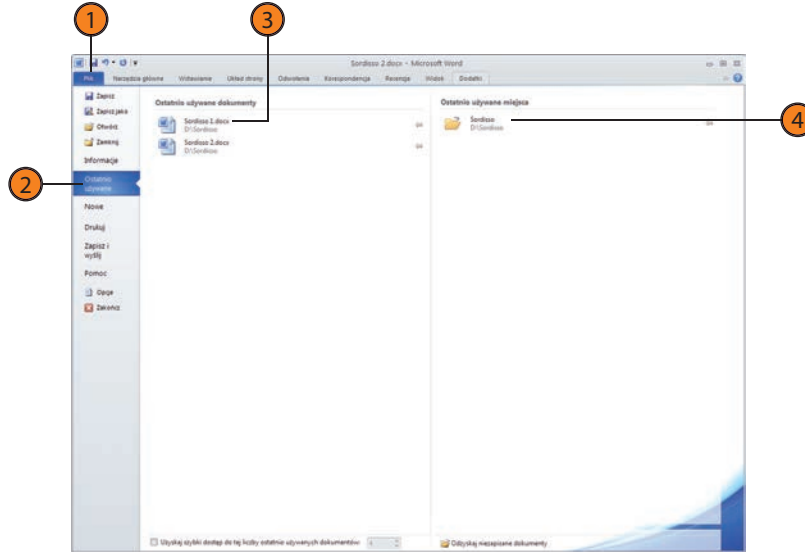 1
3
Sordisso 2.docx - Microsoft Word
Plik Narzędzia główne Wstawianie Układ strony Odwołania Korespondencja Recenzja Widok Dodatki
Zapisz
Zapisz jako
Otwórz
Zamknij
Informacje
2
Ostatnio
używane
Nowe
Drukuj
Zapisz i
wyślij
Pomoc
Opcje
Zakończ
Ostatnio używane dokumenty
Sordisso 1.docx
D:\Sordisso
Sordisso 2.docx
D:\Sordisso
Uzyskaj szybki dostęp do tej liczby ostatnio używanych dokumentów:
Ostatnio używane miejsca
Sordisso
D:\Sordisso
4
Odzyskaj niezapisane dokumenty